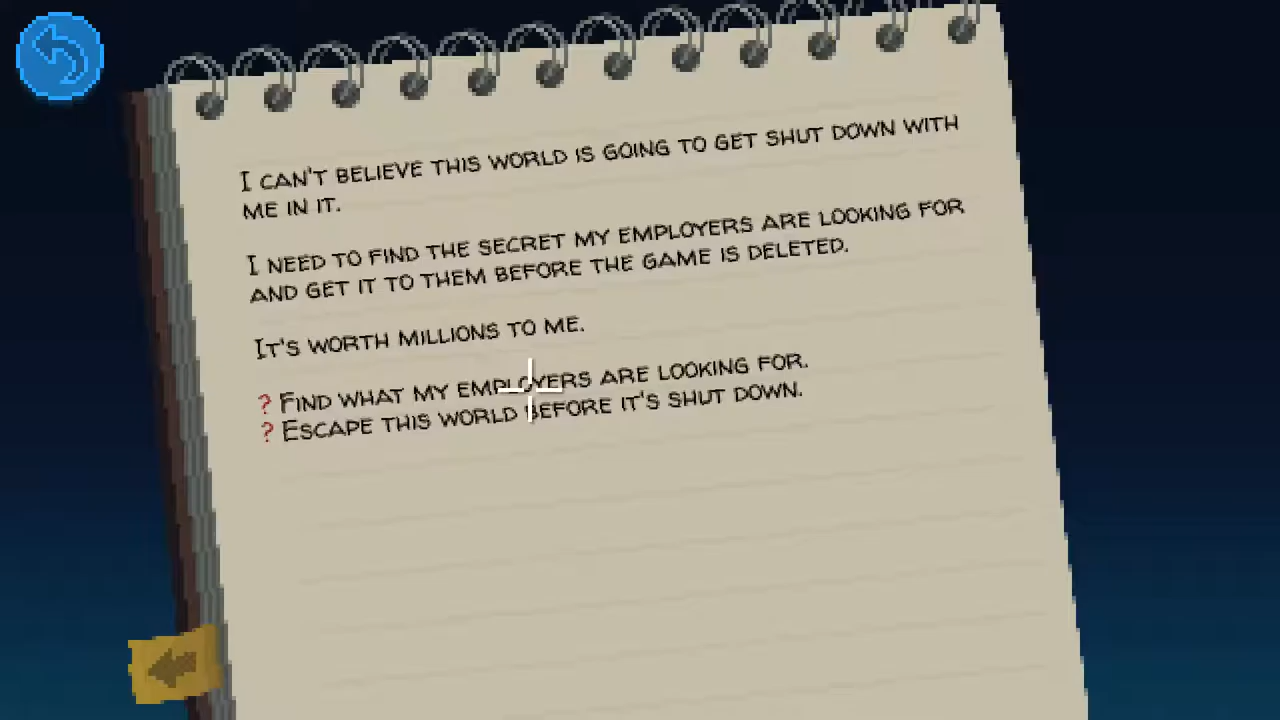 I can't believe this world is going to get shut down with
me in it.
I need to find the secret my employers are looking for
and get it to them before the game is deleted.
It's worth millions to me.
? Find what my employers are looking for.
? Escape this world before it's shut down.